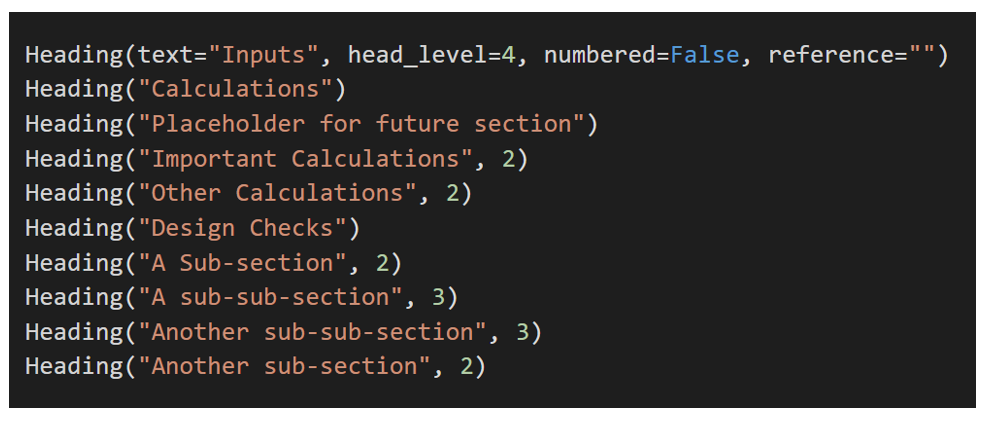 Heading(text="Inputs", head_level=4, numbered=False, reference="")
Heading("Calculations")
Heading("Placeholder for future section")
Heading("Important Calculations", 2)
Heading("Other Calculations", 2)
Heading("Design Checks")
Heading("A Sub-section", 2)
Heading("A sub-sub-section", 3)
Heading("Another sub-sub-section", 3)
Heading("Another sub-section", 2)